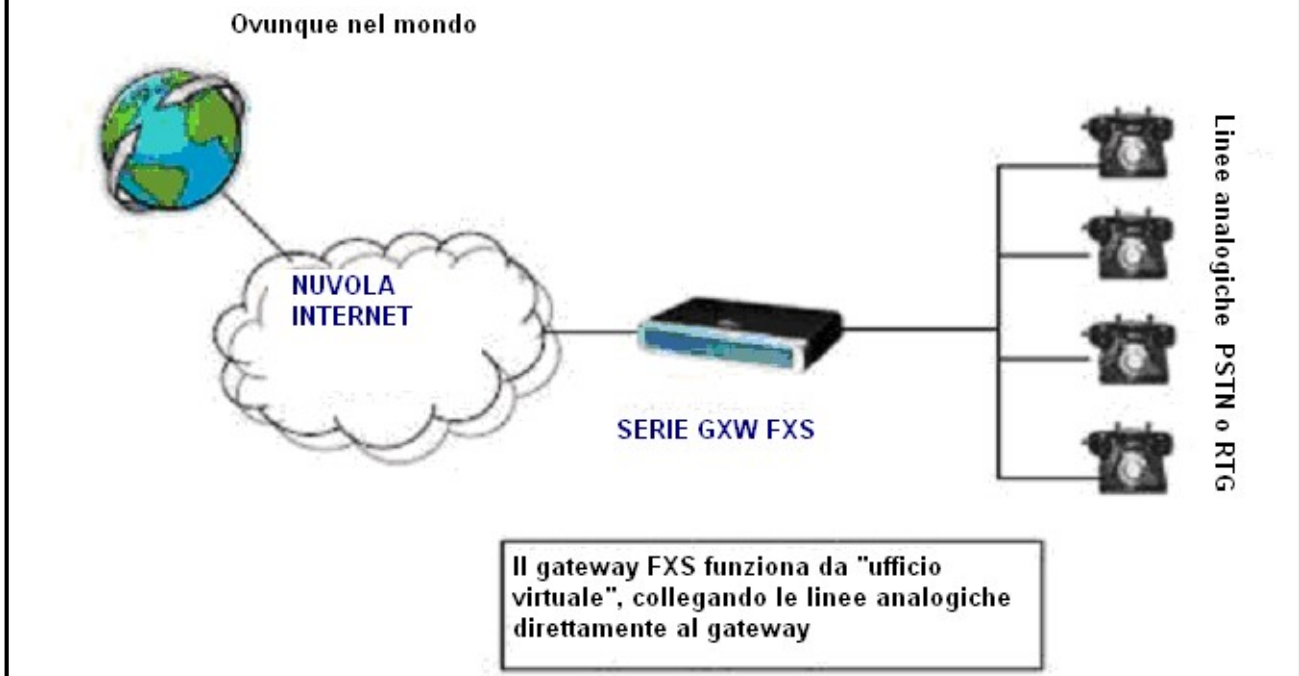 Ovunque nel mondo
NUVOLA
INTERNET
SERIE GXW FXS
Linee analogiche PSTN o RTG
Il gateway FXS funziona da "ufficio
virtuale", collegando le linee analogiche
direttamente al gateway